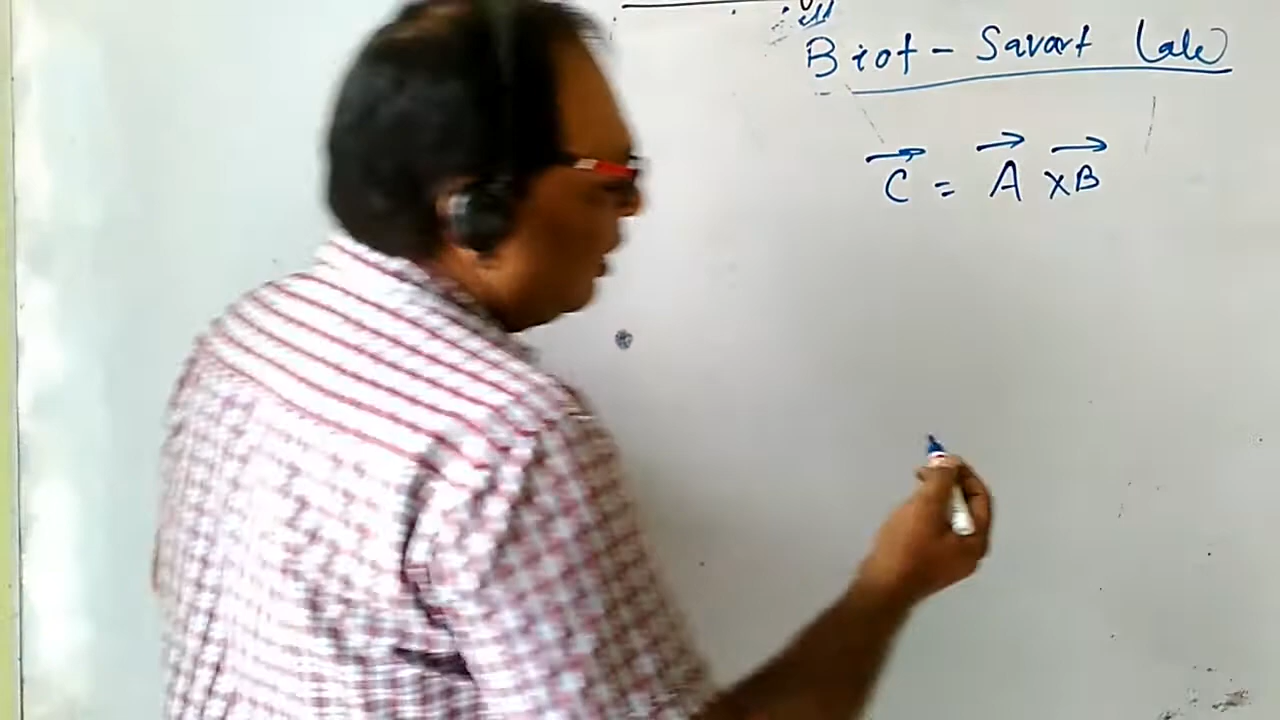 Biot - Savart Law
C⃗ = A⃗ × B⃗